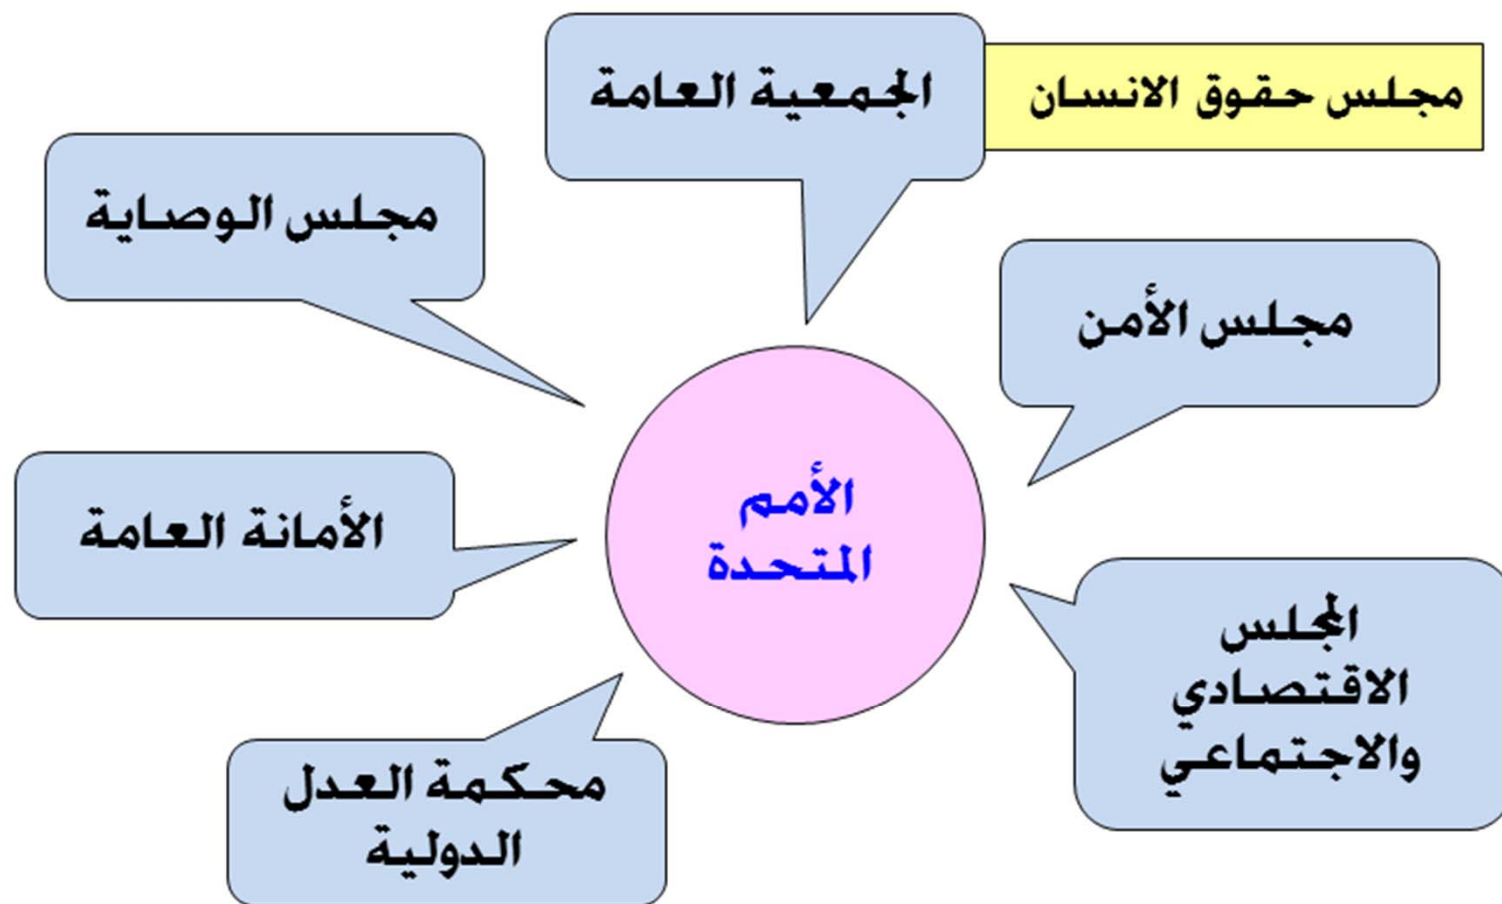 الجمعية العامة
مجلس حقوق الانسان
مجلس الوصاية
مجلس الأمن
الأمم
المتحدة
الأمانة العامة
المجلس
الاقتصادي
والاجتماعي
محكمة العدل
الدولية